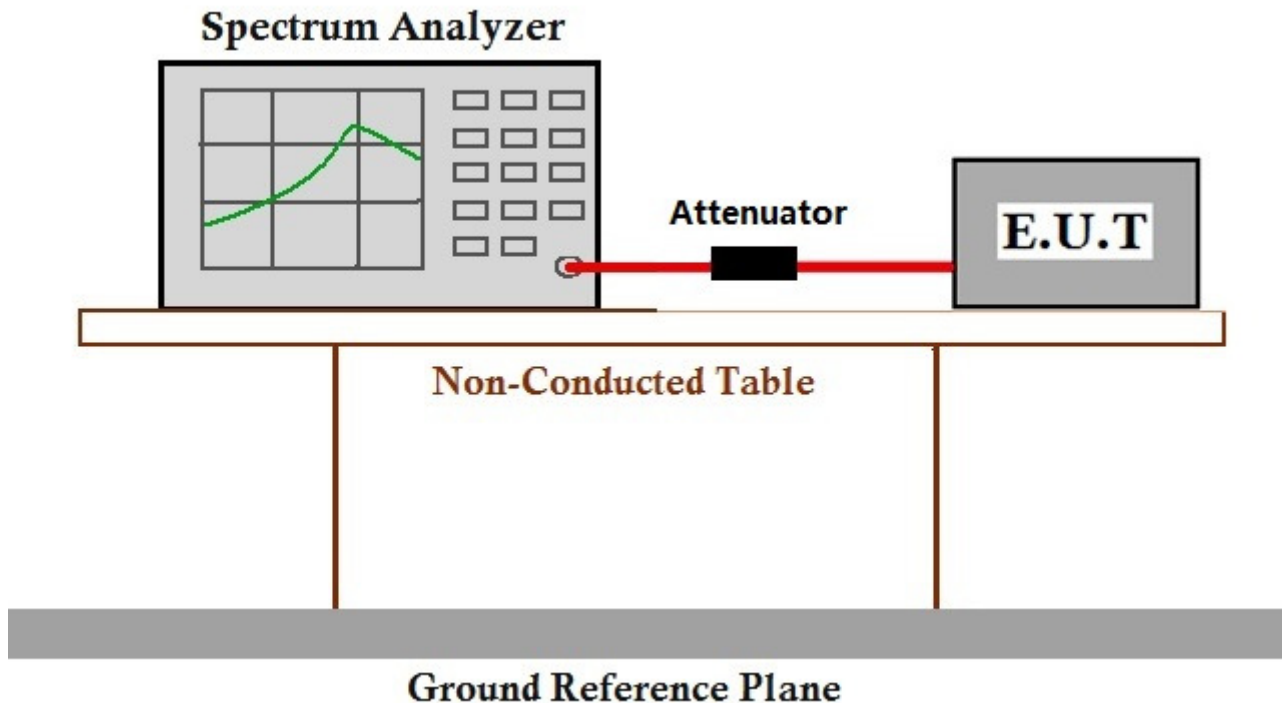 Spectrum Analyzer
Attenuator
E.U.T
Non-Conducted Table
Ground Reference Plane